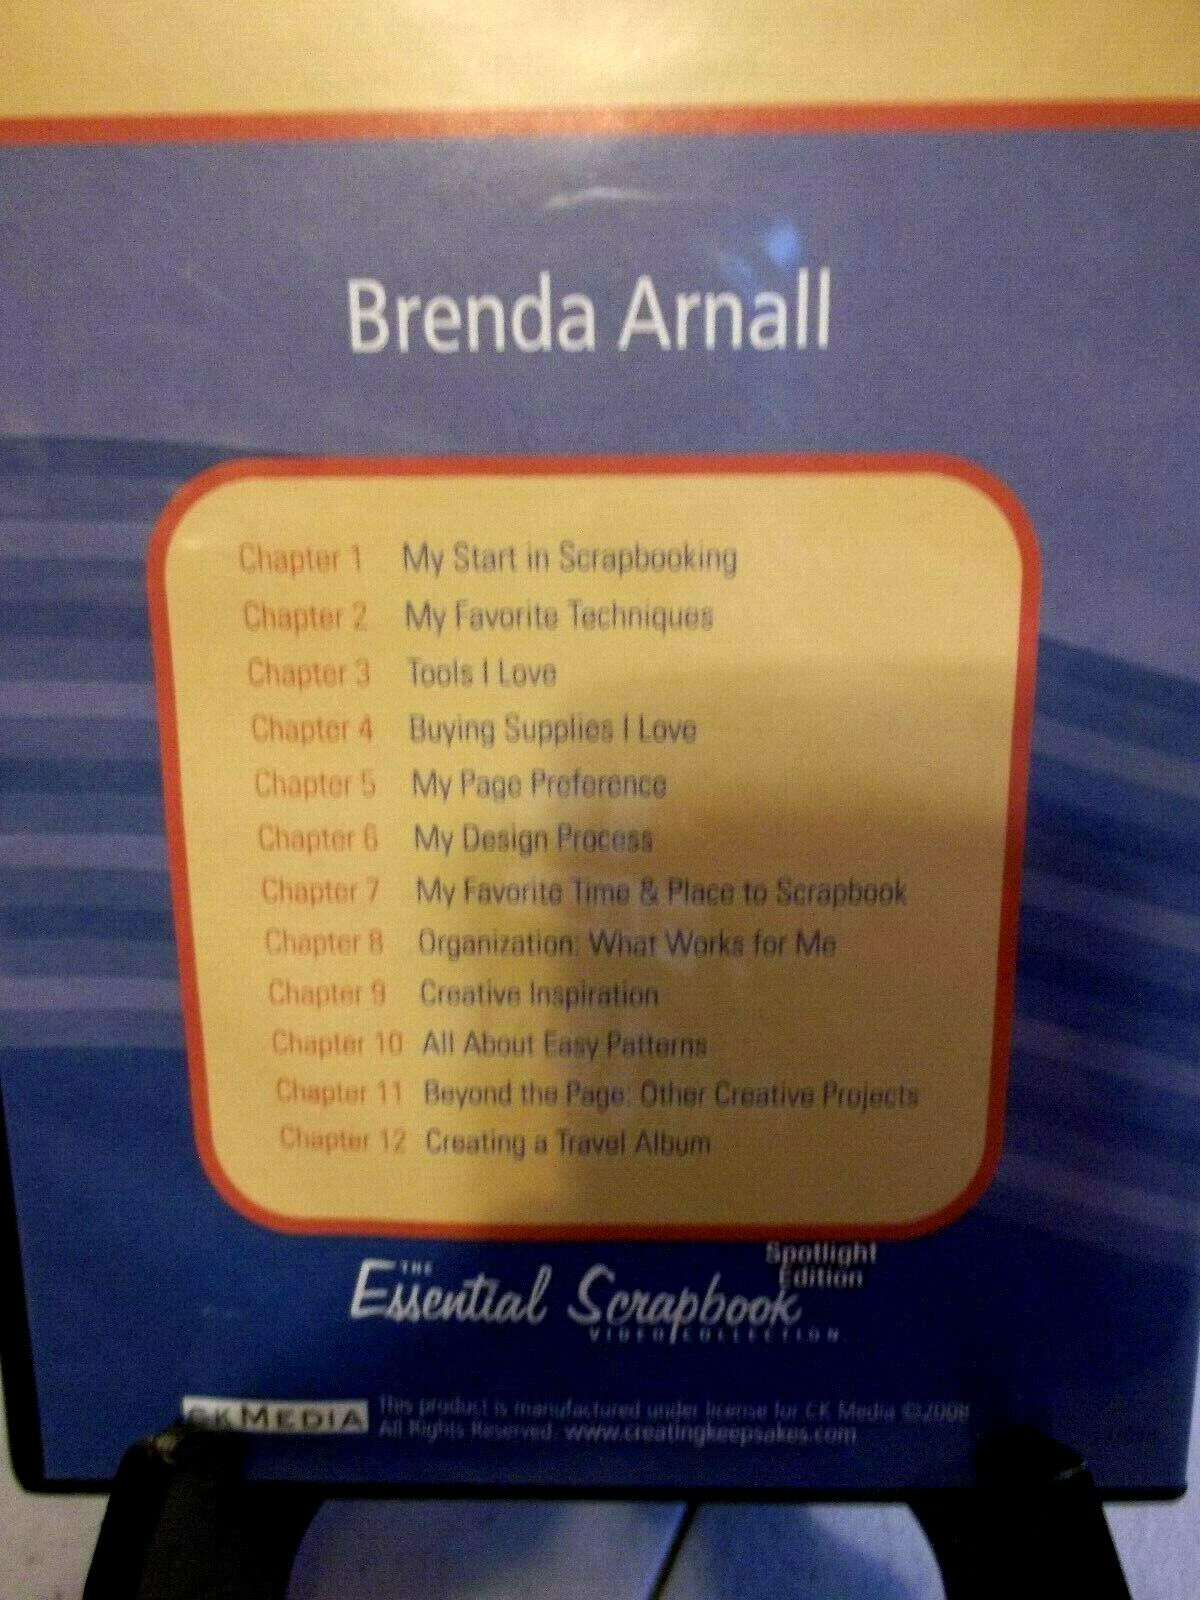 Brenda Arnall
Chapter 1 My Start in Scrapbooking
Chapter 2 My Favorite Techniques
Chapter 3 Tools I Love
Chapter 4 Buying Supplies I Love
Chapter 5 My Page Preference
Chapter 6 My Design Process
Chapter 7 My Favorite Time & Place to Scrapbook
Chapter 8 Organization: What Works for Me
Chapter 9 Creative Inspiration
Chapter 10 All About Easy Patterns
Chapter 11 Beyond the Page: Other Creative Projects
Chapter 12 Creating a Travel Album
Spotlight
Edition
THE
Essential Scrapbook
VIDEO COLLECTION
CKMEDIA
This product is manufactured under license for CK Media ©2008
All Rights Reserved. www.creatingkeepsakes.com